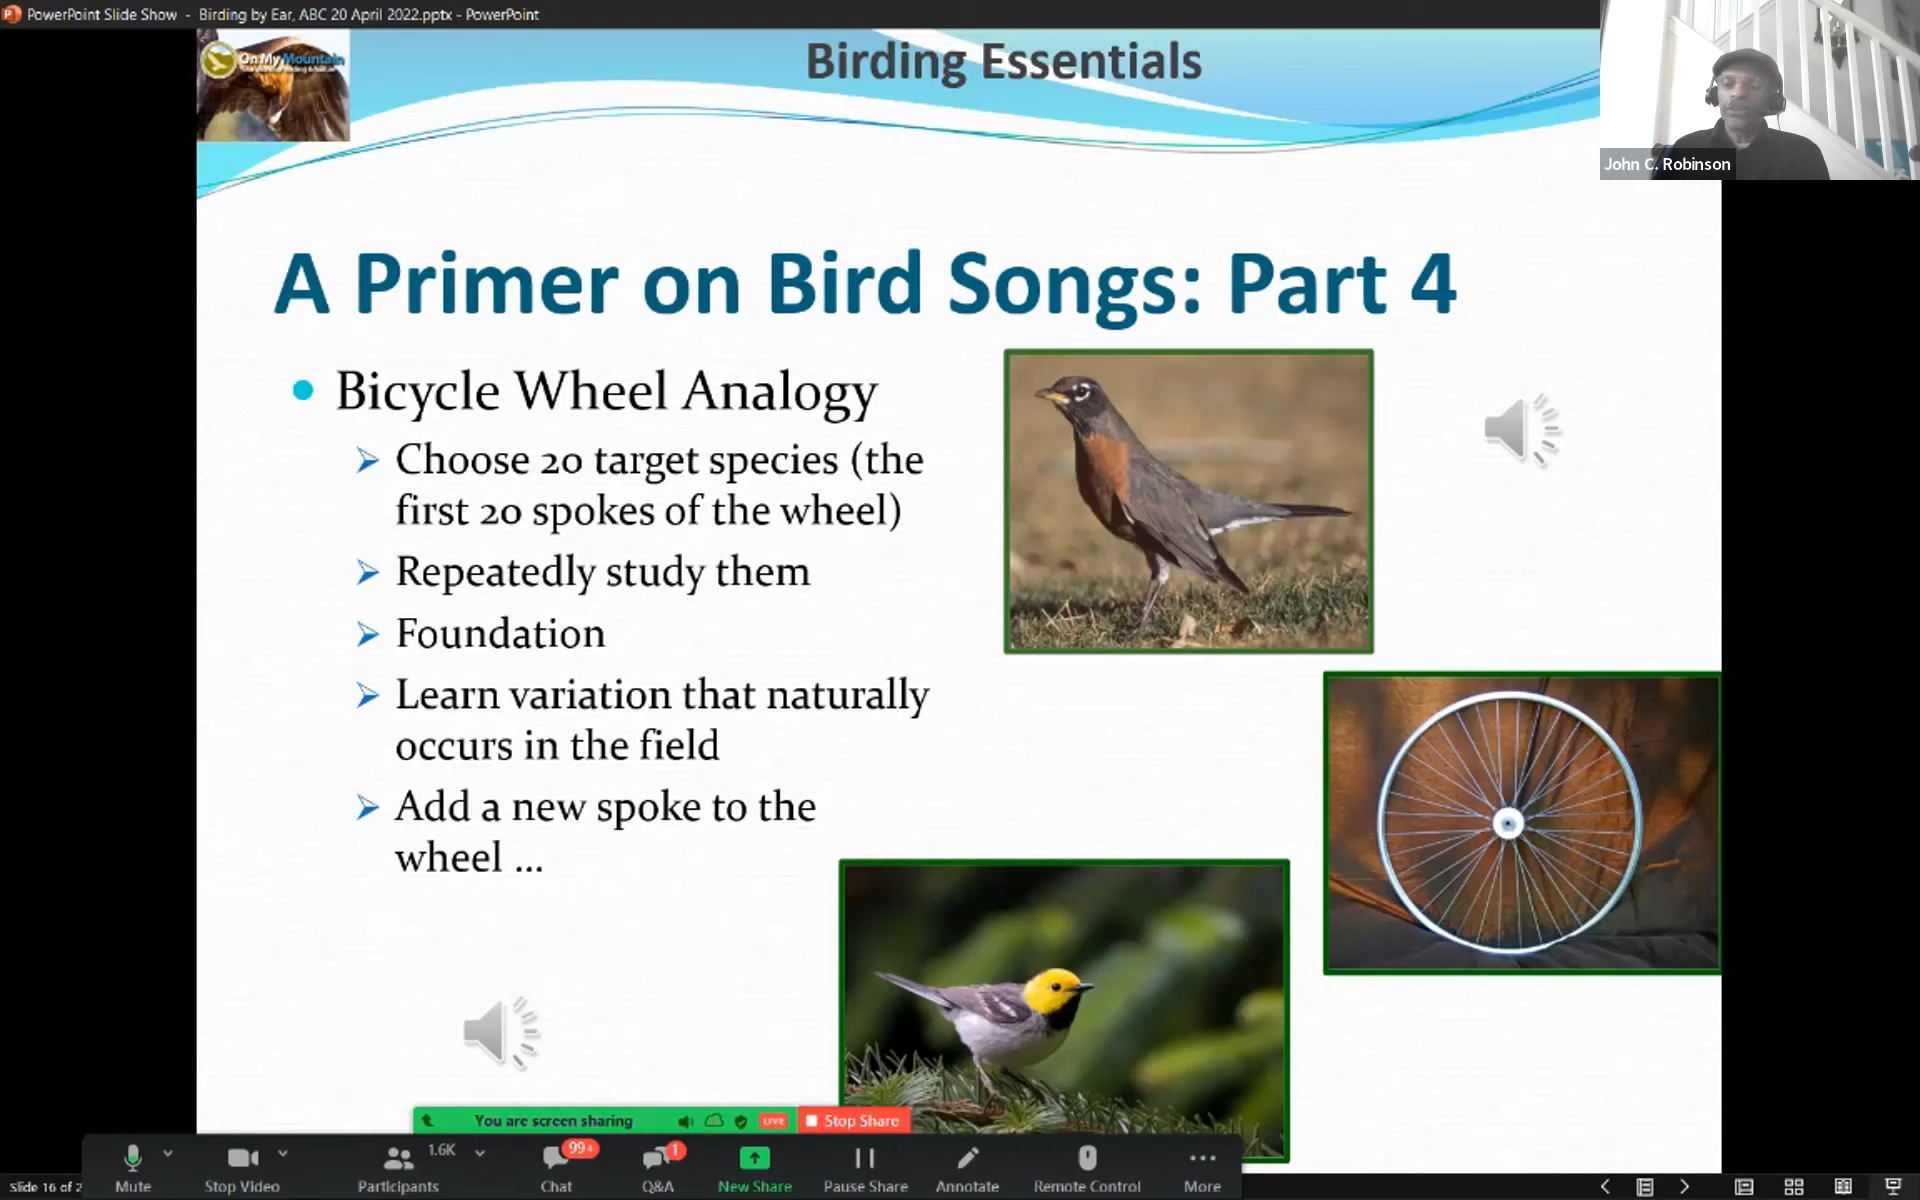 PowerPoint Slide Show - Birding by Ear, ABC 20 April 2022.pptx - PowerPoint
On My Mountain
Birding Essentials
John C. Robinson
A Primer on Bird Songs: Part 4
Bicycle Wheel Analogy
Choose 20 target species (the
first 20 spokes of the wheel)
Repeatedly study them
Foundation
Learn variation that naturally
occurs in the field
Add a new spoke to the
wheel ...
You are screen sharing
LIVE
Stop Share
Slide 16 of 2
Mute
Stop Video
1.6K
Participants
99+
Chat
1
Q&A
New Share
Pause Share
Annotate
Remote Control
More